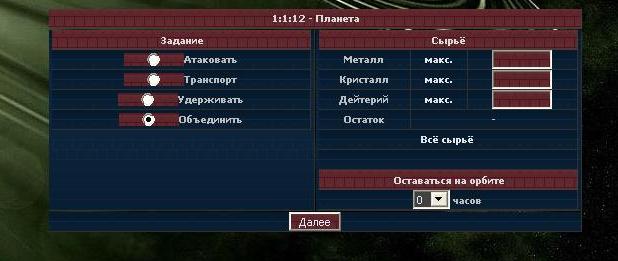 1:1:12 - Планета
Задание
Атаковать
Транспорт
Удерживать
Объединить
Сырьё
Металл макс.
Кристалл макс.
Дейтерий макс.
Остаток -
Всё сырьё
Оставаться на орбите
0 часов
Далее